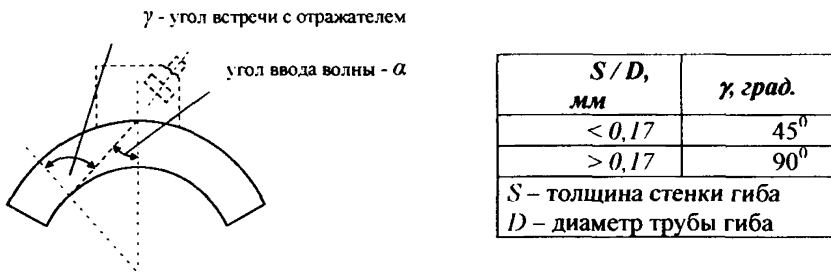 γ - угол встречи с отражателем
угол ввода волны - α
S / D, мм
γ, град.
< 0,17
45⁰
> 0,17
90⁰
S – толщина стенки гиба
D – диаметр трубы гиба